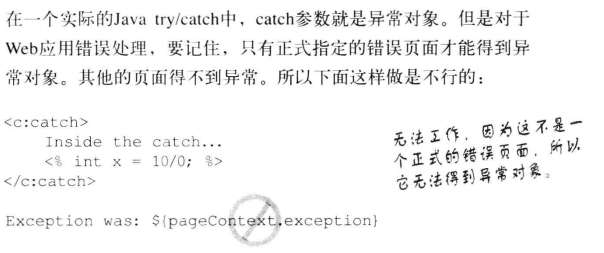 在一个实际的Java try/catch中，catch参数就是异常对象。但是对于
Web应用错误处理，要记住，只有正式指定的错误页面才能得到异
常对象。其他的页面得不到异常。所以下面这样做是不行的：
<c:catch>
Inside the catch...
<% int x = 10/0; %>
</c:catch>
无法工作，因为这不是一
个正式的错误页面，所以
它无法得到异常对象。
Exception was: ${pageContext.exception}